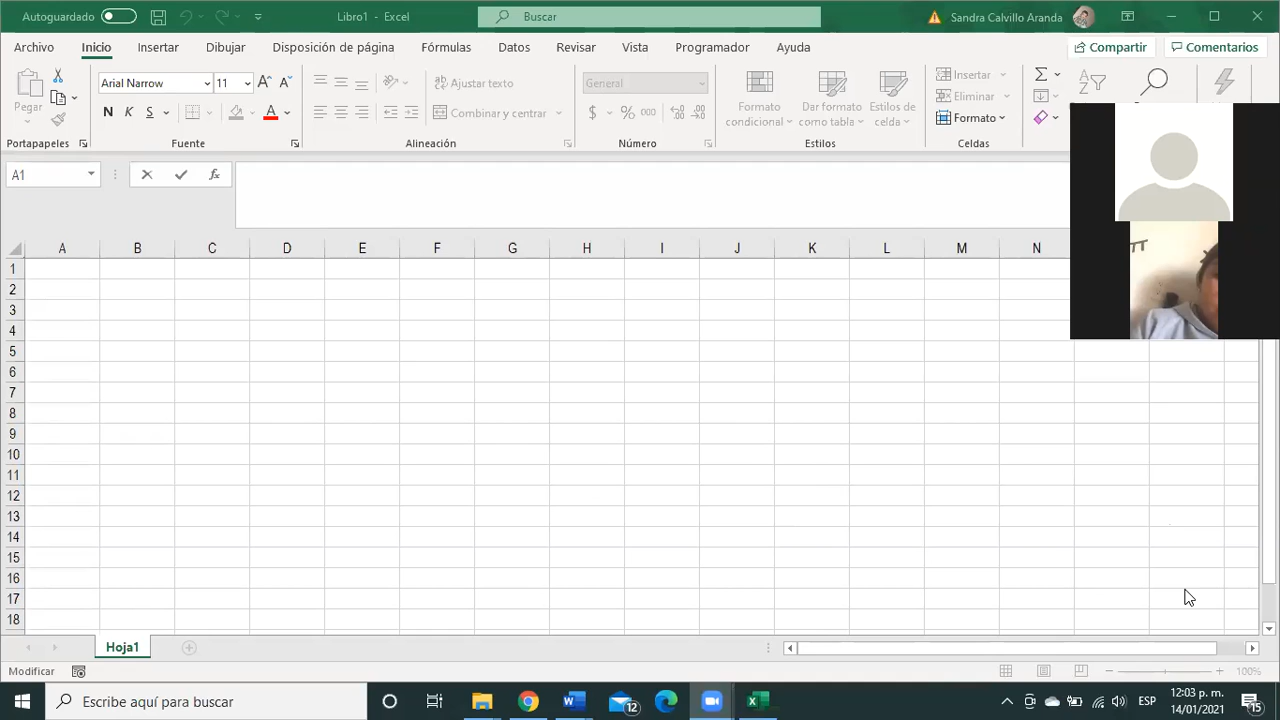 Autoguardado
Libro1 - Excel
Buscar
Sandra Calvillo Aranda
Archivo Inicio Insertar Dibujar Disposición de página Fórmulas Datos Revisar Vista Programador Ayuda
Compartir Comentarios
Pegar
Portapapeles
Arial Narrow 11
N K S
Fuente
Ajustar texto
Combinar y centrar
Alineación
General
$ % 000
Número
Formato condicional
Dar formato como tabla
Estilos de celda
Estilos
Insertar
Eliminar
Formato
Celdas
A1
fx
A B C D E F G H I J K L M N
1
2
3
4
5
6
7
8
9
10
11
12
13
14
15
16
17
18
Hoja1
Modificar
100%
Escribe aquí para buscar
12
ESP
12:03 p. m.
14/01/2021
15